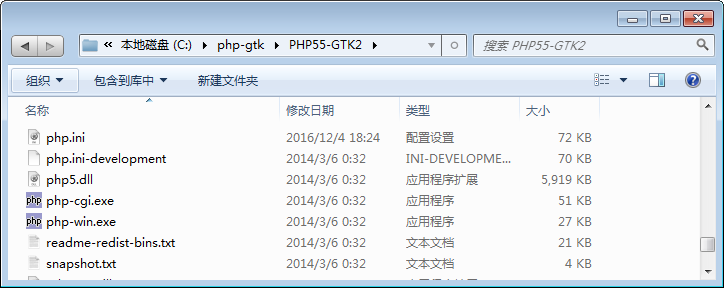 « 本地磁盘 (C:) ▸ php-gtk ▸ PHP55-GTK2 ▸ 搜索 PHP55-GTK2
组织 包含到库中 新建文件夹
名称 修改日期 类型 大小
php.ini 2016/12/4 18:24 配置设置 72 KB
php.ini-development 2014/3/6 0:32 INI-DEVELOPME... 70 KB
php5.dll 2014/3/6 0:32 应用程序扩展 5,919 KB
php php-cgi.exe 2014/3/6 0:32 应用程序 51 KB
php php-win.exe 2014/3/6 0:32 应用程序 27 KB
readme-redist-bins.txt 2014/3/6 0:32 文本文档 21 KB
snapshot.txt 2014/3/6 0:32 文本文档 4 KB